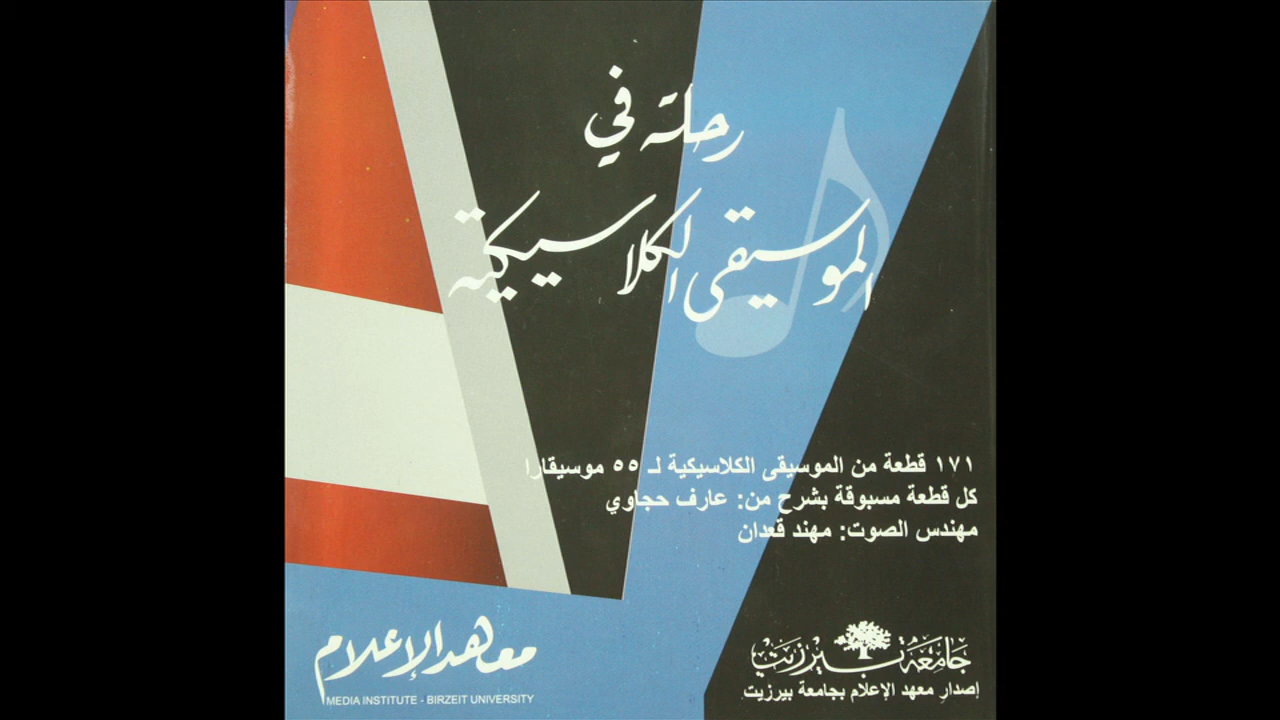 رحلة في
الموسيقى الكلاسيكية
١٧١ قطعة من الموسيقى الكلاسيكية لـ ٥٥ موسيقارا
كل قطعة مسبوقة بشرح من: عارف حجاوي
مهندس الصوت: مهند قعدان
معهد الإعلام
MEDIA INSTITUTE - BIRZEIT UNIVERSITY
جامعة بيرزيت
إصدار معهد الإعلام بجامعة بيرزيت